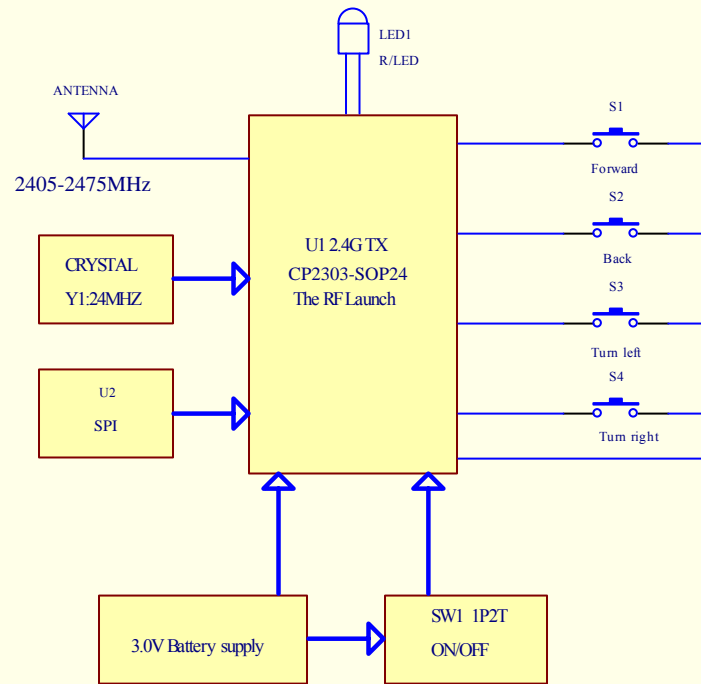 LED1
R/LED
ANTENNA
2405-2475MHz
CRYSTAL
Y1:24MHZ
U2
SPI
U1 2.4G TX
CP2303-SOP24
The RF Launch
S1
Forward
S2
Back
S3
Turn left
S4
Turn right
3.0V Battery supply
SW1 1P2T
ON/OFF